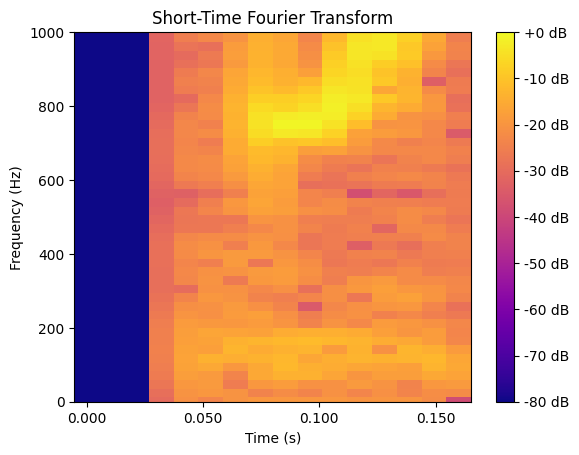 Short-Time Fourier Transform
1000
800
600
400
200
0
Frequency (Hz)
0.000
0.050
0.100
0.150
Time (s)
+0 dB
-10 dB
-20 dB
-30 dB
-40 dB
-50 dB
-60 dB
-70 dB
-80 dB